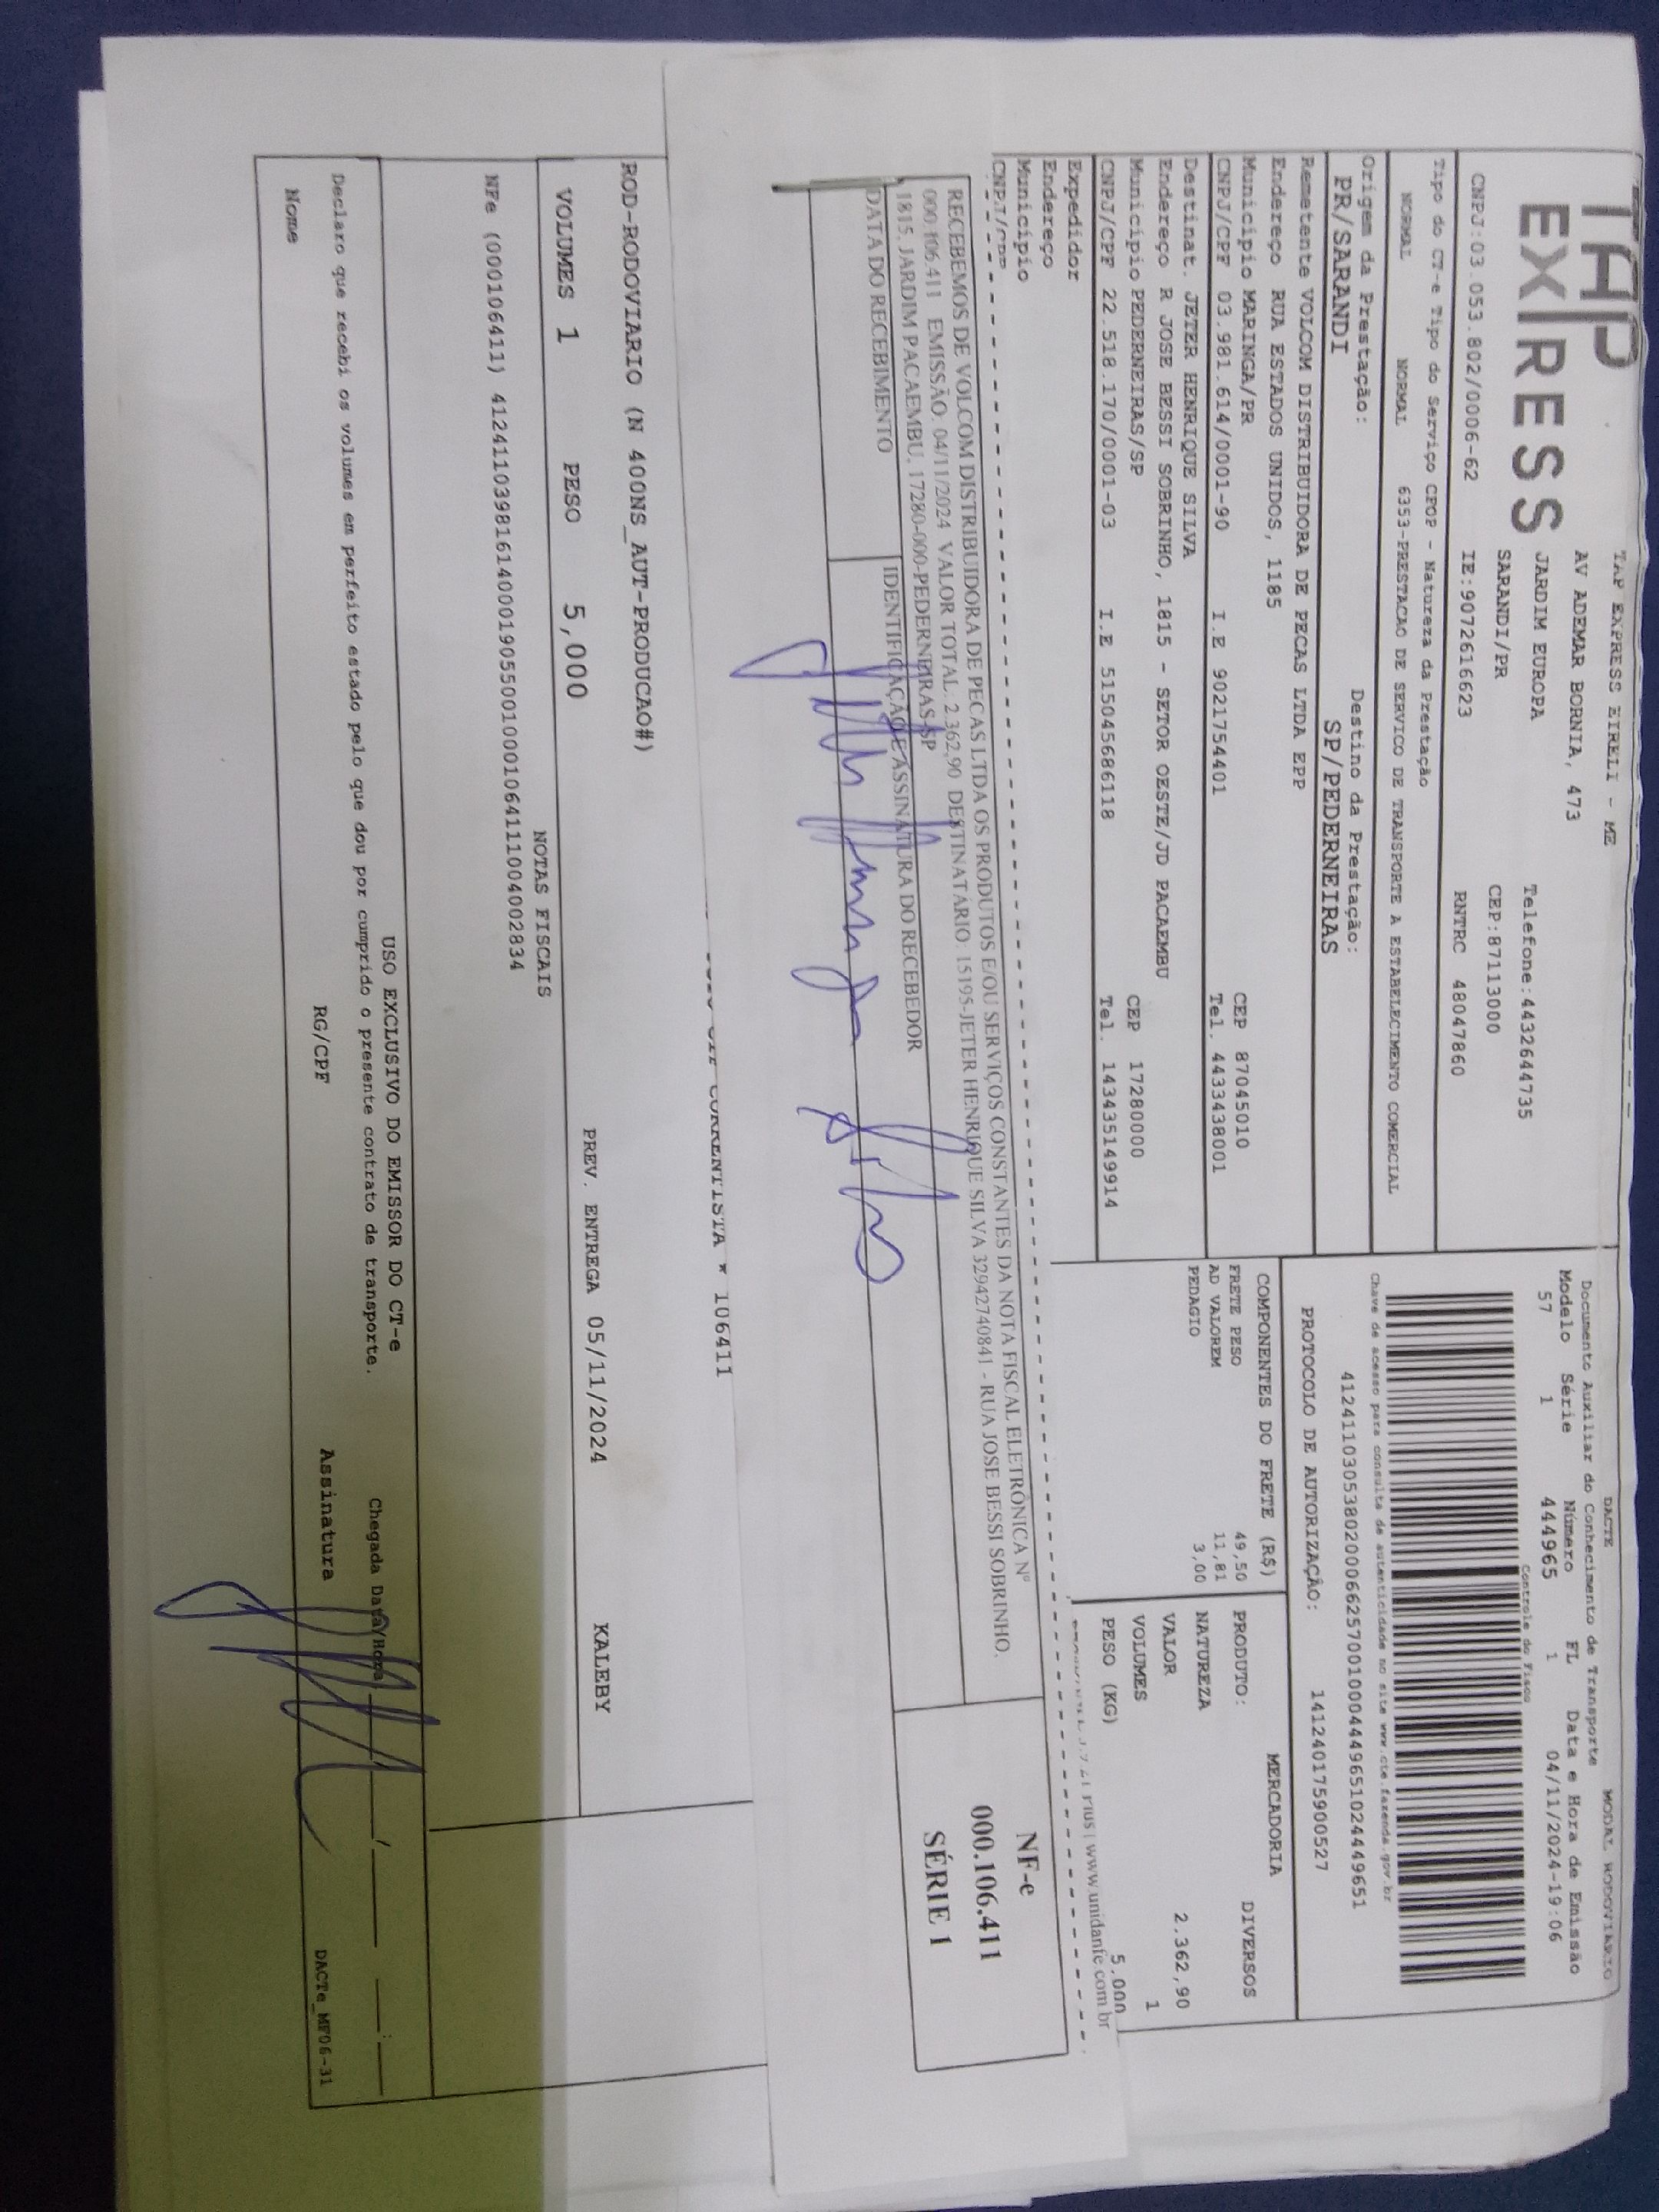 TAP EXPRESS
TAP EXPRESS EIRELI - ME
AV ADEMAR BORNIA, 473
JARDIM EUROPA Telefone:4432644735
SARANDI/PR CEP:87113000
CNPJ:03.053.802/0006-62 IE:9072616623 RNTRC 48047860
Tipo do CT-e Tipo do Serviço CFOP - Natureza da Prestação
NORMAL NORMAL 6353-PRESTACAO DE SERVICO DE TRANSPORTE A ESTABELECIMENTO COMERCIAL
Origem da Prestação: Destino da Prestação:
PR/SARANDI SP/PEDERNEIRAS
DACTE MODAL RODOVIARIO
Documento Auxiliar do Conhecimento de Transporte
Modelo Série Número FL Data e Hora de Emissão
57 1 444965 1 04/11/2024-19:06
Controle do Fisco
Chave de acesso para consulta de autenticidade no site www.cte.fazenda.gov.br
41241103053802000662570010004449651024449651
PROTOCOLO DE AUTORIZAÇÃO: 141240175900527
Remetente VOLCOM DISTRIBUIDORA DE PECAS LTDA EPP
Endereço RUA ESTADOS UNIDOS, 1185
Municipio MARINGA/PR CEP 87045010
CNPJ/CPF 03.981.614/0001-90 I.E 9021754401 Tel. 4433438001
Destinat. JETER HENRIQUE SILVA
Endereço R JOSE BESSI SOBRINHO, 1815 - SETOR OESTE/JD PACAEMBU
Municipio PEDERNEIRAS/SP CEP 17280000
CNPJ/CPF 22.518.170/0001-03 I.E 515045686118 Tel. 143435149914
Expedidor
Endereço
Municipio
CNPJ/CPF
COMPONENTES DO FRETE (R$)
FRETE PESO 49,50
AD VALOREM 11,81
PEDAGIO 3,00
MERCADORIA
PRODUTO: DIVERSOS
NATUREZA
VALOR 2.362,90
VOLUMES 1
PESO (KG) 5.000
www.unidanfe.com.br
RECEBEMOS DE VOLCOM DISTRIBUIDORA DE PECAS LTDA OS PRODUTOS E/OU SERVIÇOS CONSTANTES DA NOTA FISCAL ELETRÔNICA Nº
000.106.411 EMISSÃO: 04/11/2024 VALOR TOTAL: 2.362,90 DESTINATÁRIO: 15195-JETER HENRIQUE SILVA 32942740841 - RUA JOSE BESSI SOBRINHO,
1815, JARDIM PACAEMBU, 17280-000-PEDERNEIRAS-SP
DATA DO RECEBIMENTO IDENTIFICAÇÃO E ASSINATURA DO RECEBEDOR
NF-e
000.106.411
SÉRIE 1
CORRENTISTA * 106411
ROD-RODOVIARIO (N 400NS_AUT-PRODUCAO#)
VOLUMES 1 PESO 5,000 PREV. ENTREGA 05/11/2024 KALEBY
NOTAS FISCAIS
NFe (000106411) 41241103981614000190550010001064111004002834
USO EXCLUSIVO DO EMISSOR DO CT-e
Declaro que recebi os volumes em perfeito estado pelo que dou por cumprido o presente contrato de transporte. Chegada Data/Hora
Nome RG/CPF Assinatura
DACTe_MF06-31